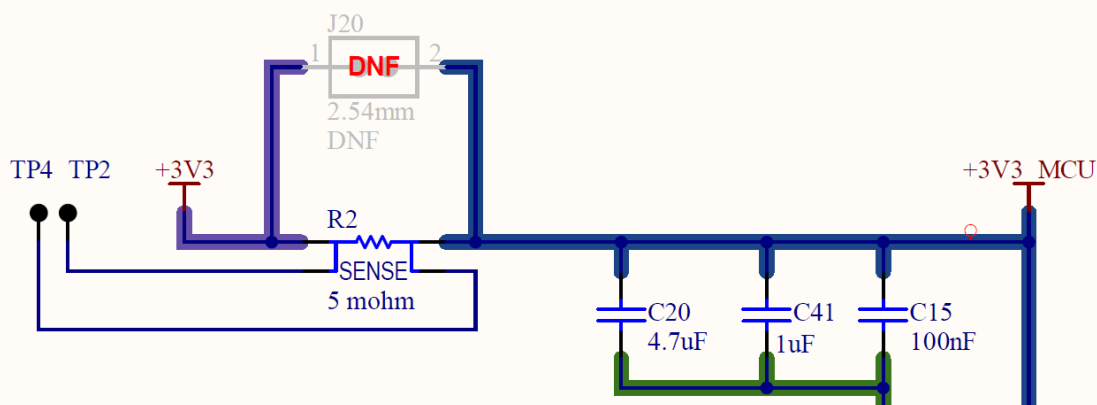 J20
1 DNF 2
2.54mm
DNF
TP4 TP2 +3V3 +3V3_MCU
R2
SENSE
5 mohm
C20 C41 C15
4.7uF 1uF 100nF